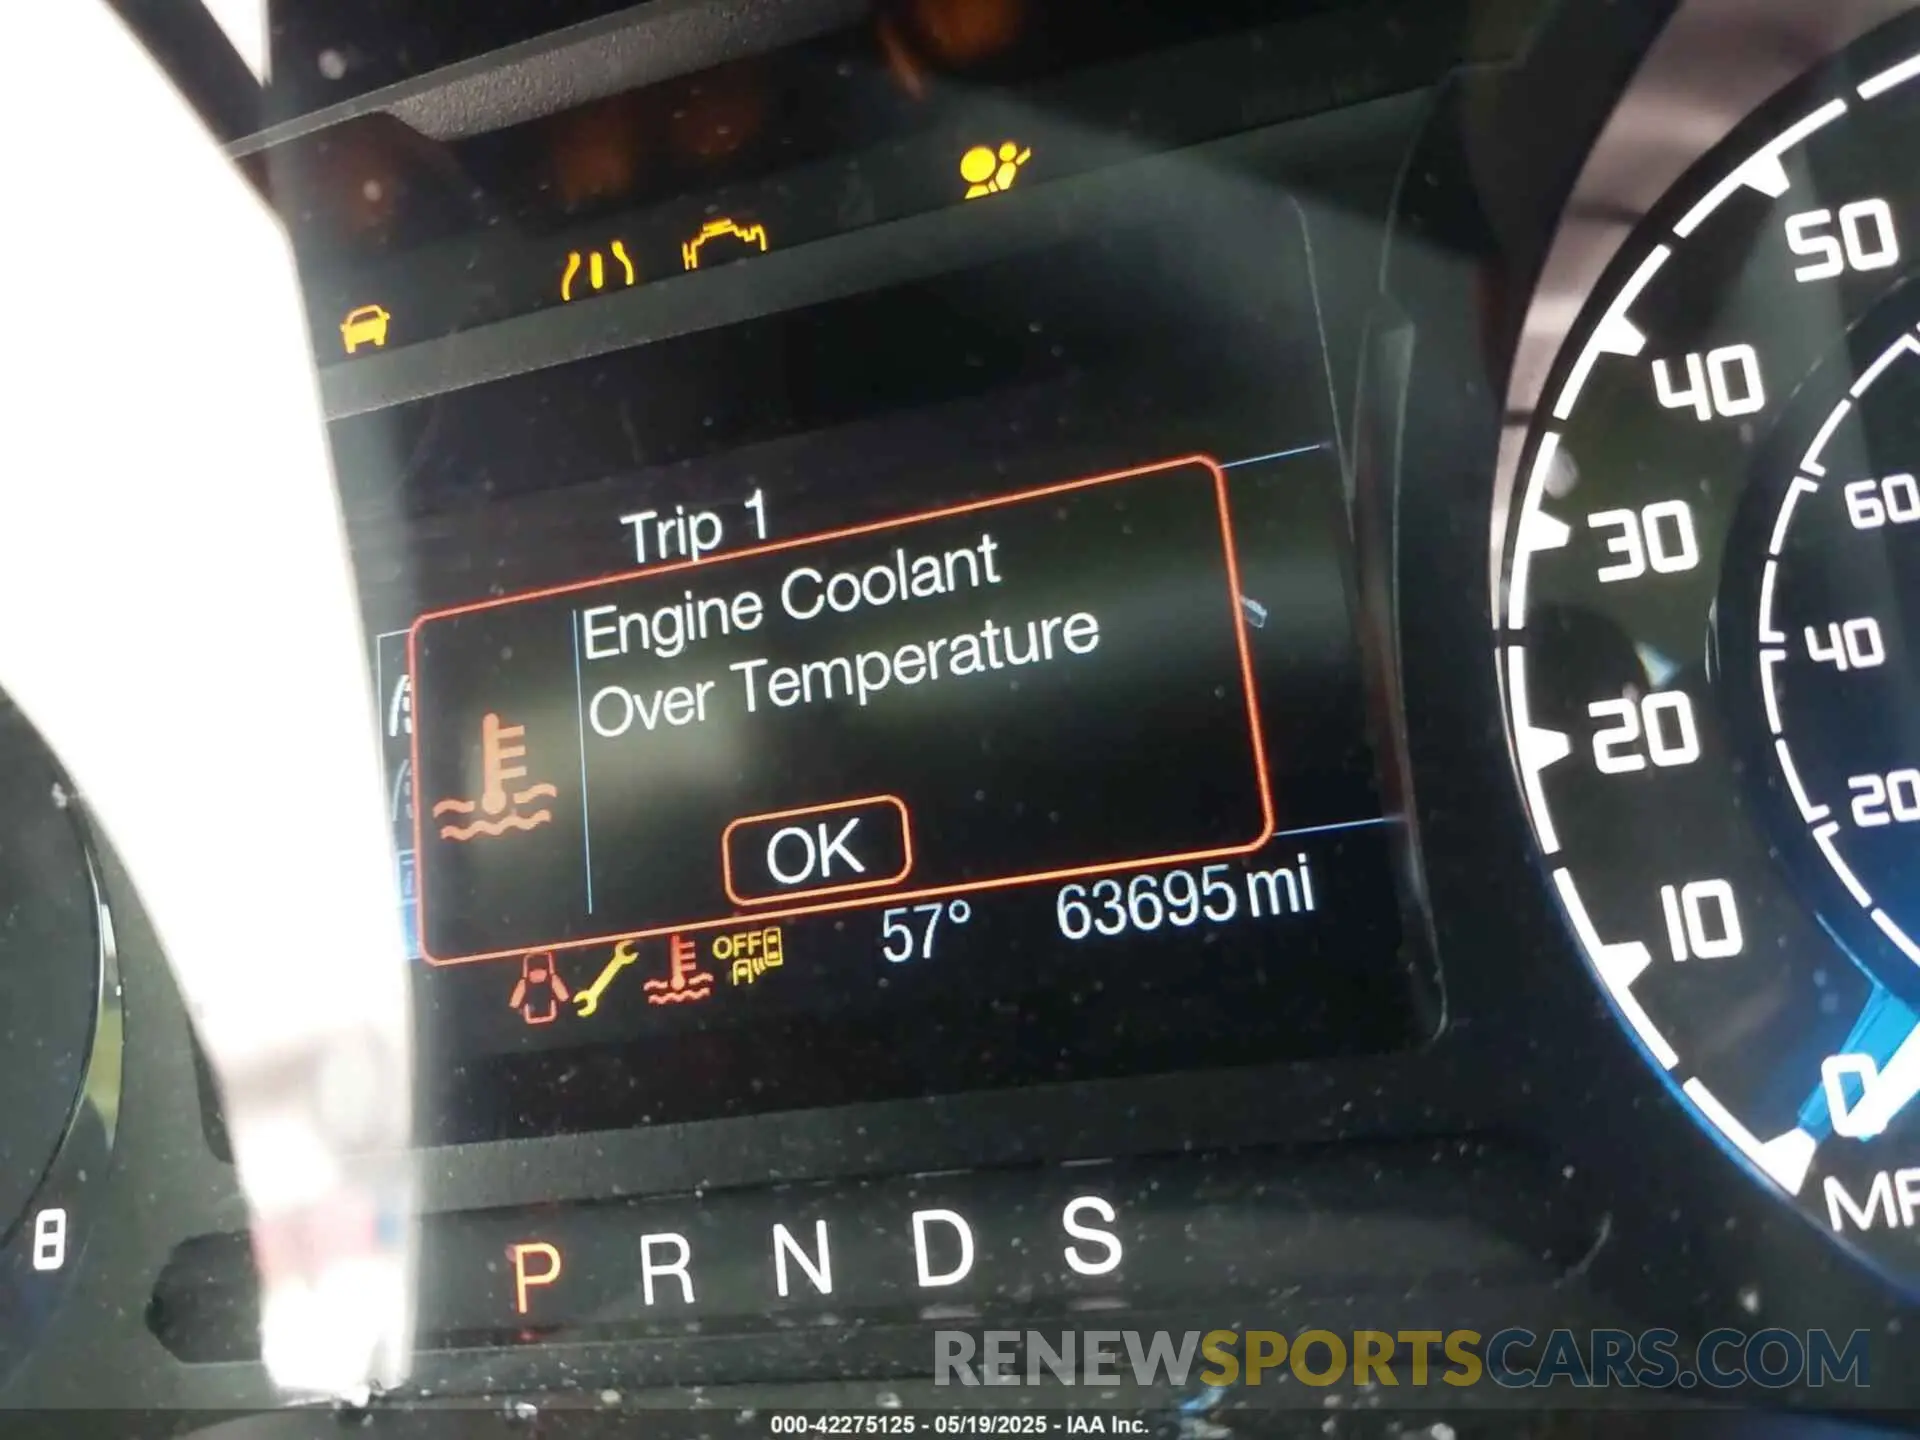 50
40
30
20
10
0
60
40
20
Trip 1
Engine Coolant
Over Temperature
OK
OFF
57° 63695 mi
8
P R N D S
RENEWSPORTSCARS.COM
000-42275125 - 05/19/2025 - IAA Inc.